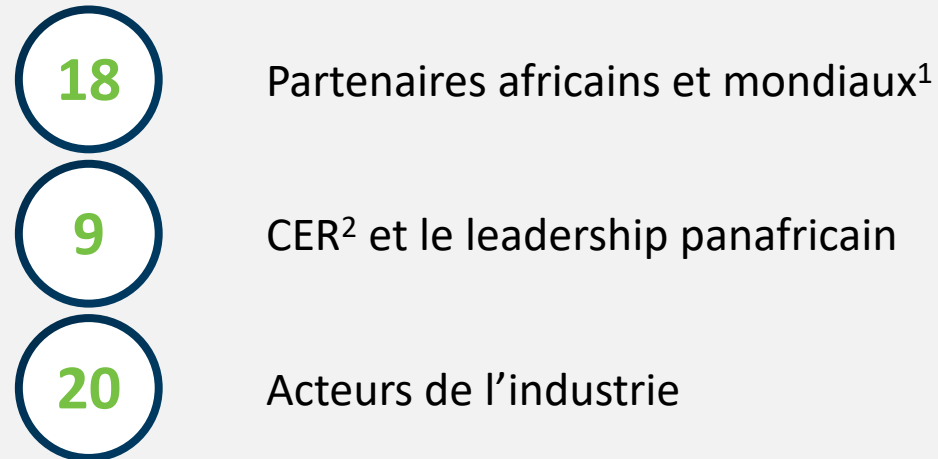 18 Partenaires africains et mondiaux¹
9 CER² et le leadership panafricain
20 Acteurs de l’industrie